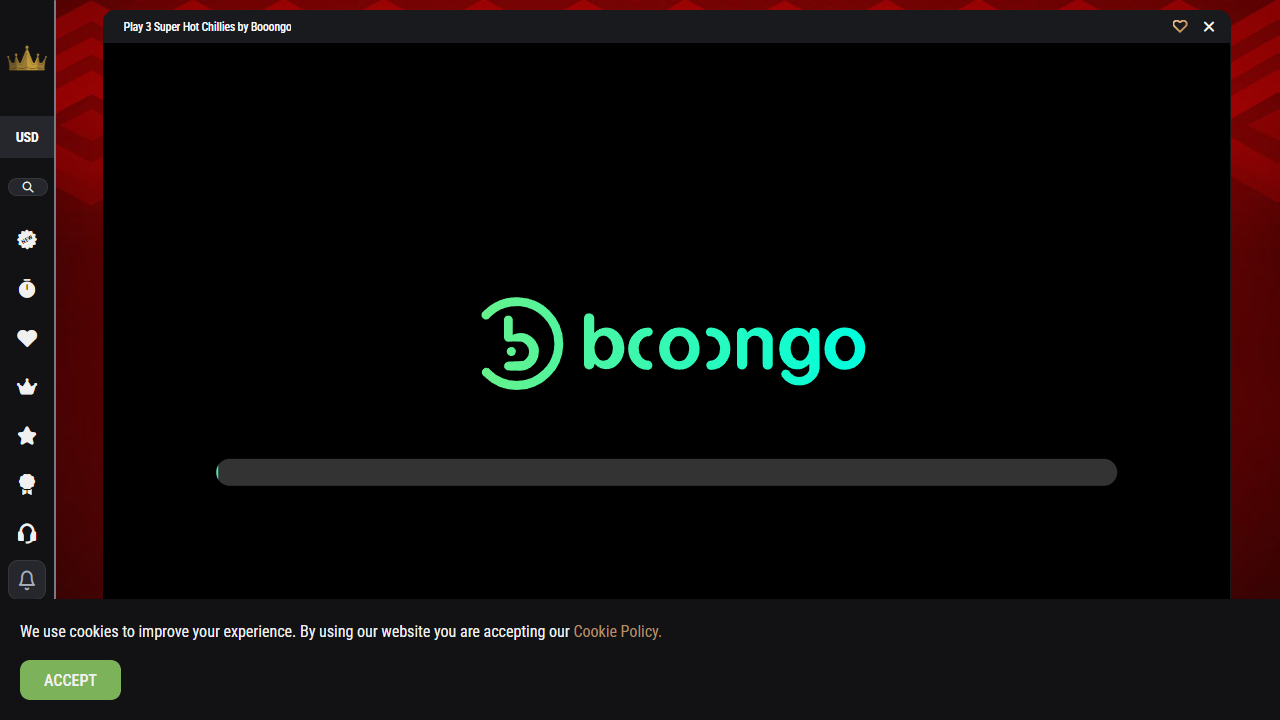 Play 3 Super Hot Chillies by Booongo
USD
NEW
booongo
We use cookies to improve your experience. By using our website you are accepting our Cookie Policy.
ACCEPT